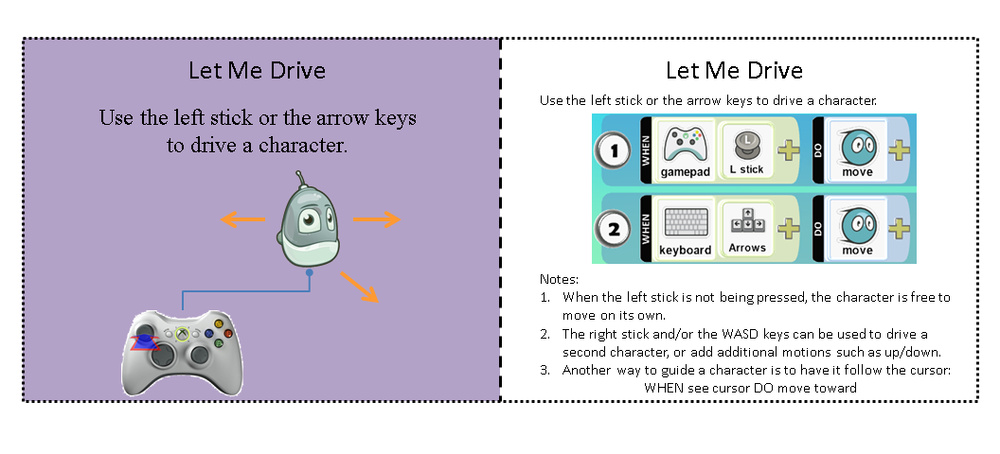 Let Me Drive
Use the left stick or the arrow keys
to drive a character.
Let Me Drive
Use the left stick or the arrow keys to drive a character.
1 WHEN gamepad L stick DO move
2 WHEN keyboard Arrows DO move
Notes:
1. When the left stick is not being pressed, the character is free to
move on its own.
2. The right stick and/or the WASD keys can be used to drive a
second character, or add additional motions such as up/down.
3. Another way to guide a character is to have it follow the cursor:
WHEN see cursor DO move toward